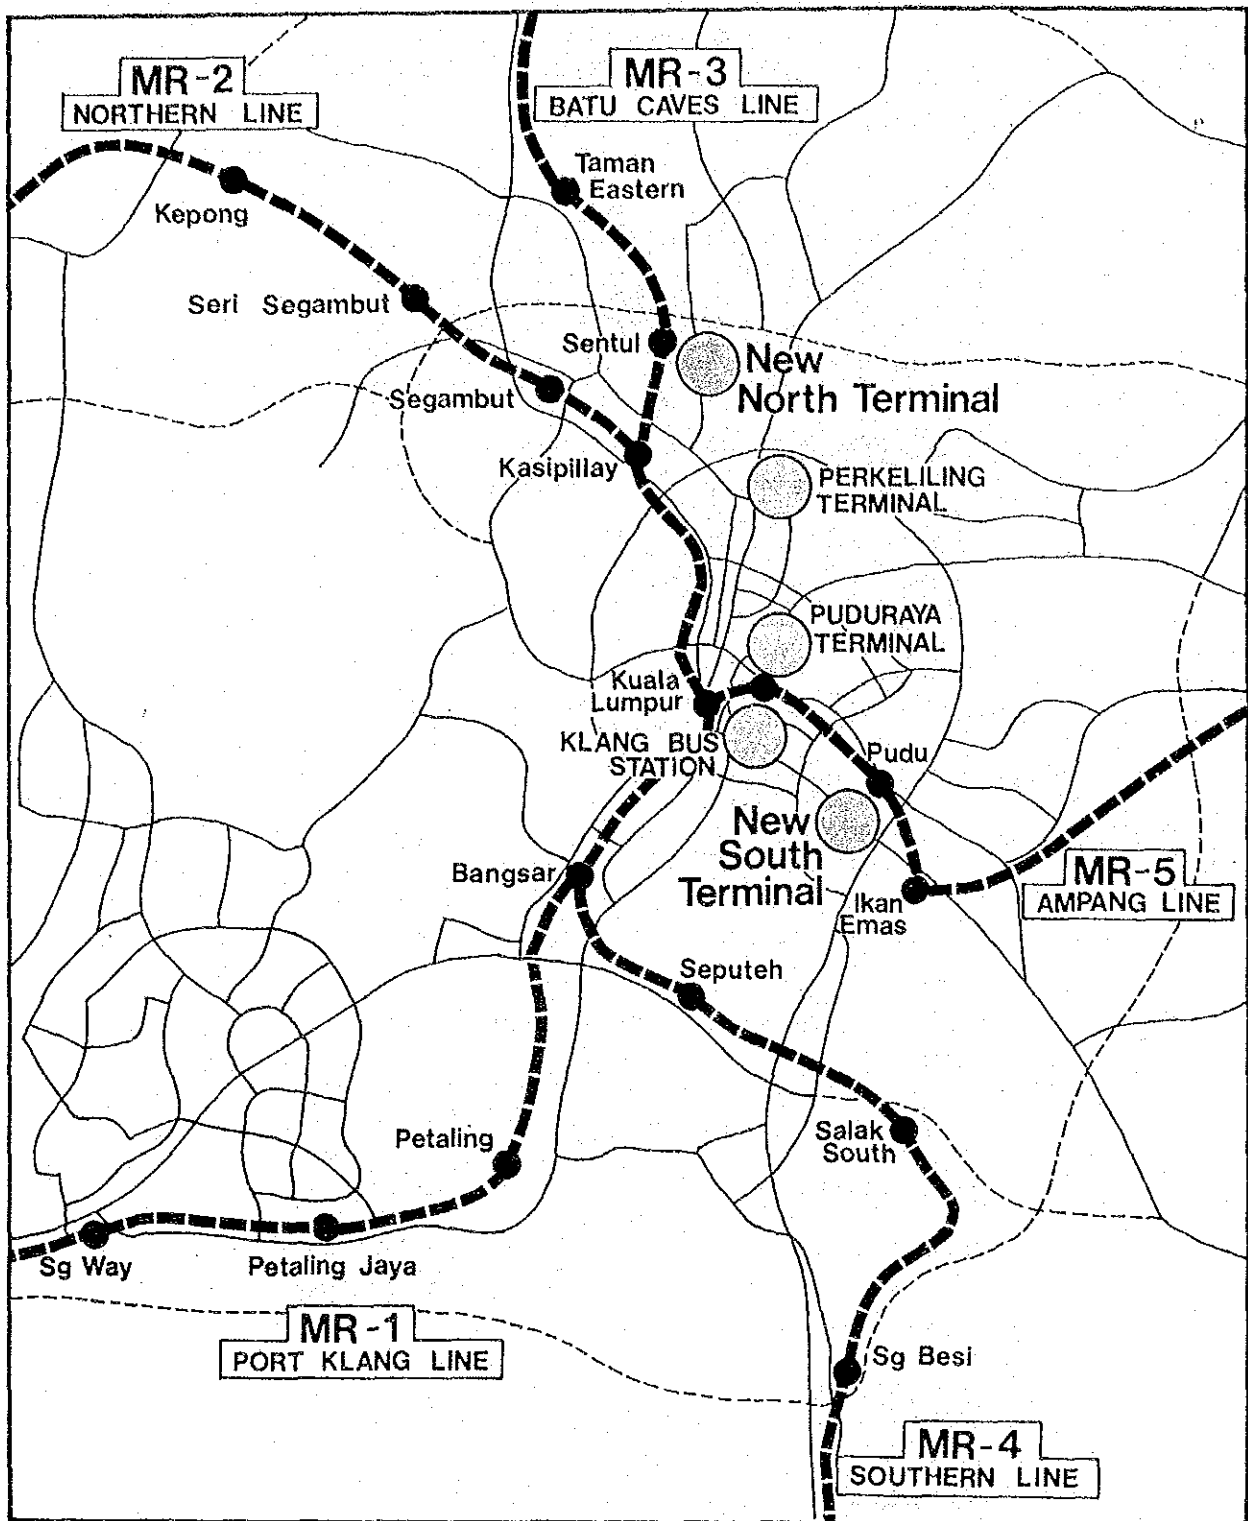 MR-2
NORTHERN LINE
MR-3
BATU CAVES LINE
Taman
Eastern
Kepong
Seri Segambut
Sentul
New
North Terminal
Segambut
Kasipillay
PERKELILING
TERMINAL
PUDURAYA
TERMINAL
Kuala
Lumpur
KLANG BUS
STATION
Pudu
New
South
Terminal
Bangsar
MR-5
AMPANG LINE
Ikan
Emas
Seputeh
Petaling
Salak
South
Sg Way
Petaling Jaya
MR-1
PORT KLANG LINE
Sg Besi
MR-4
SOUTHERN LINE